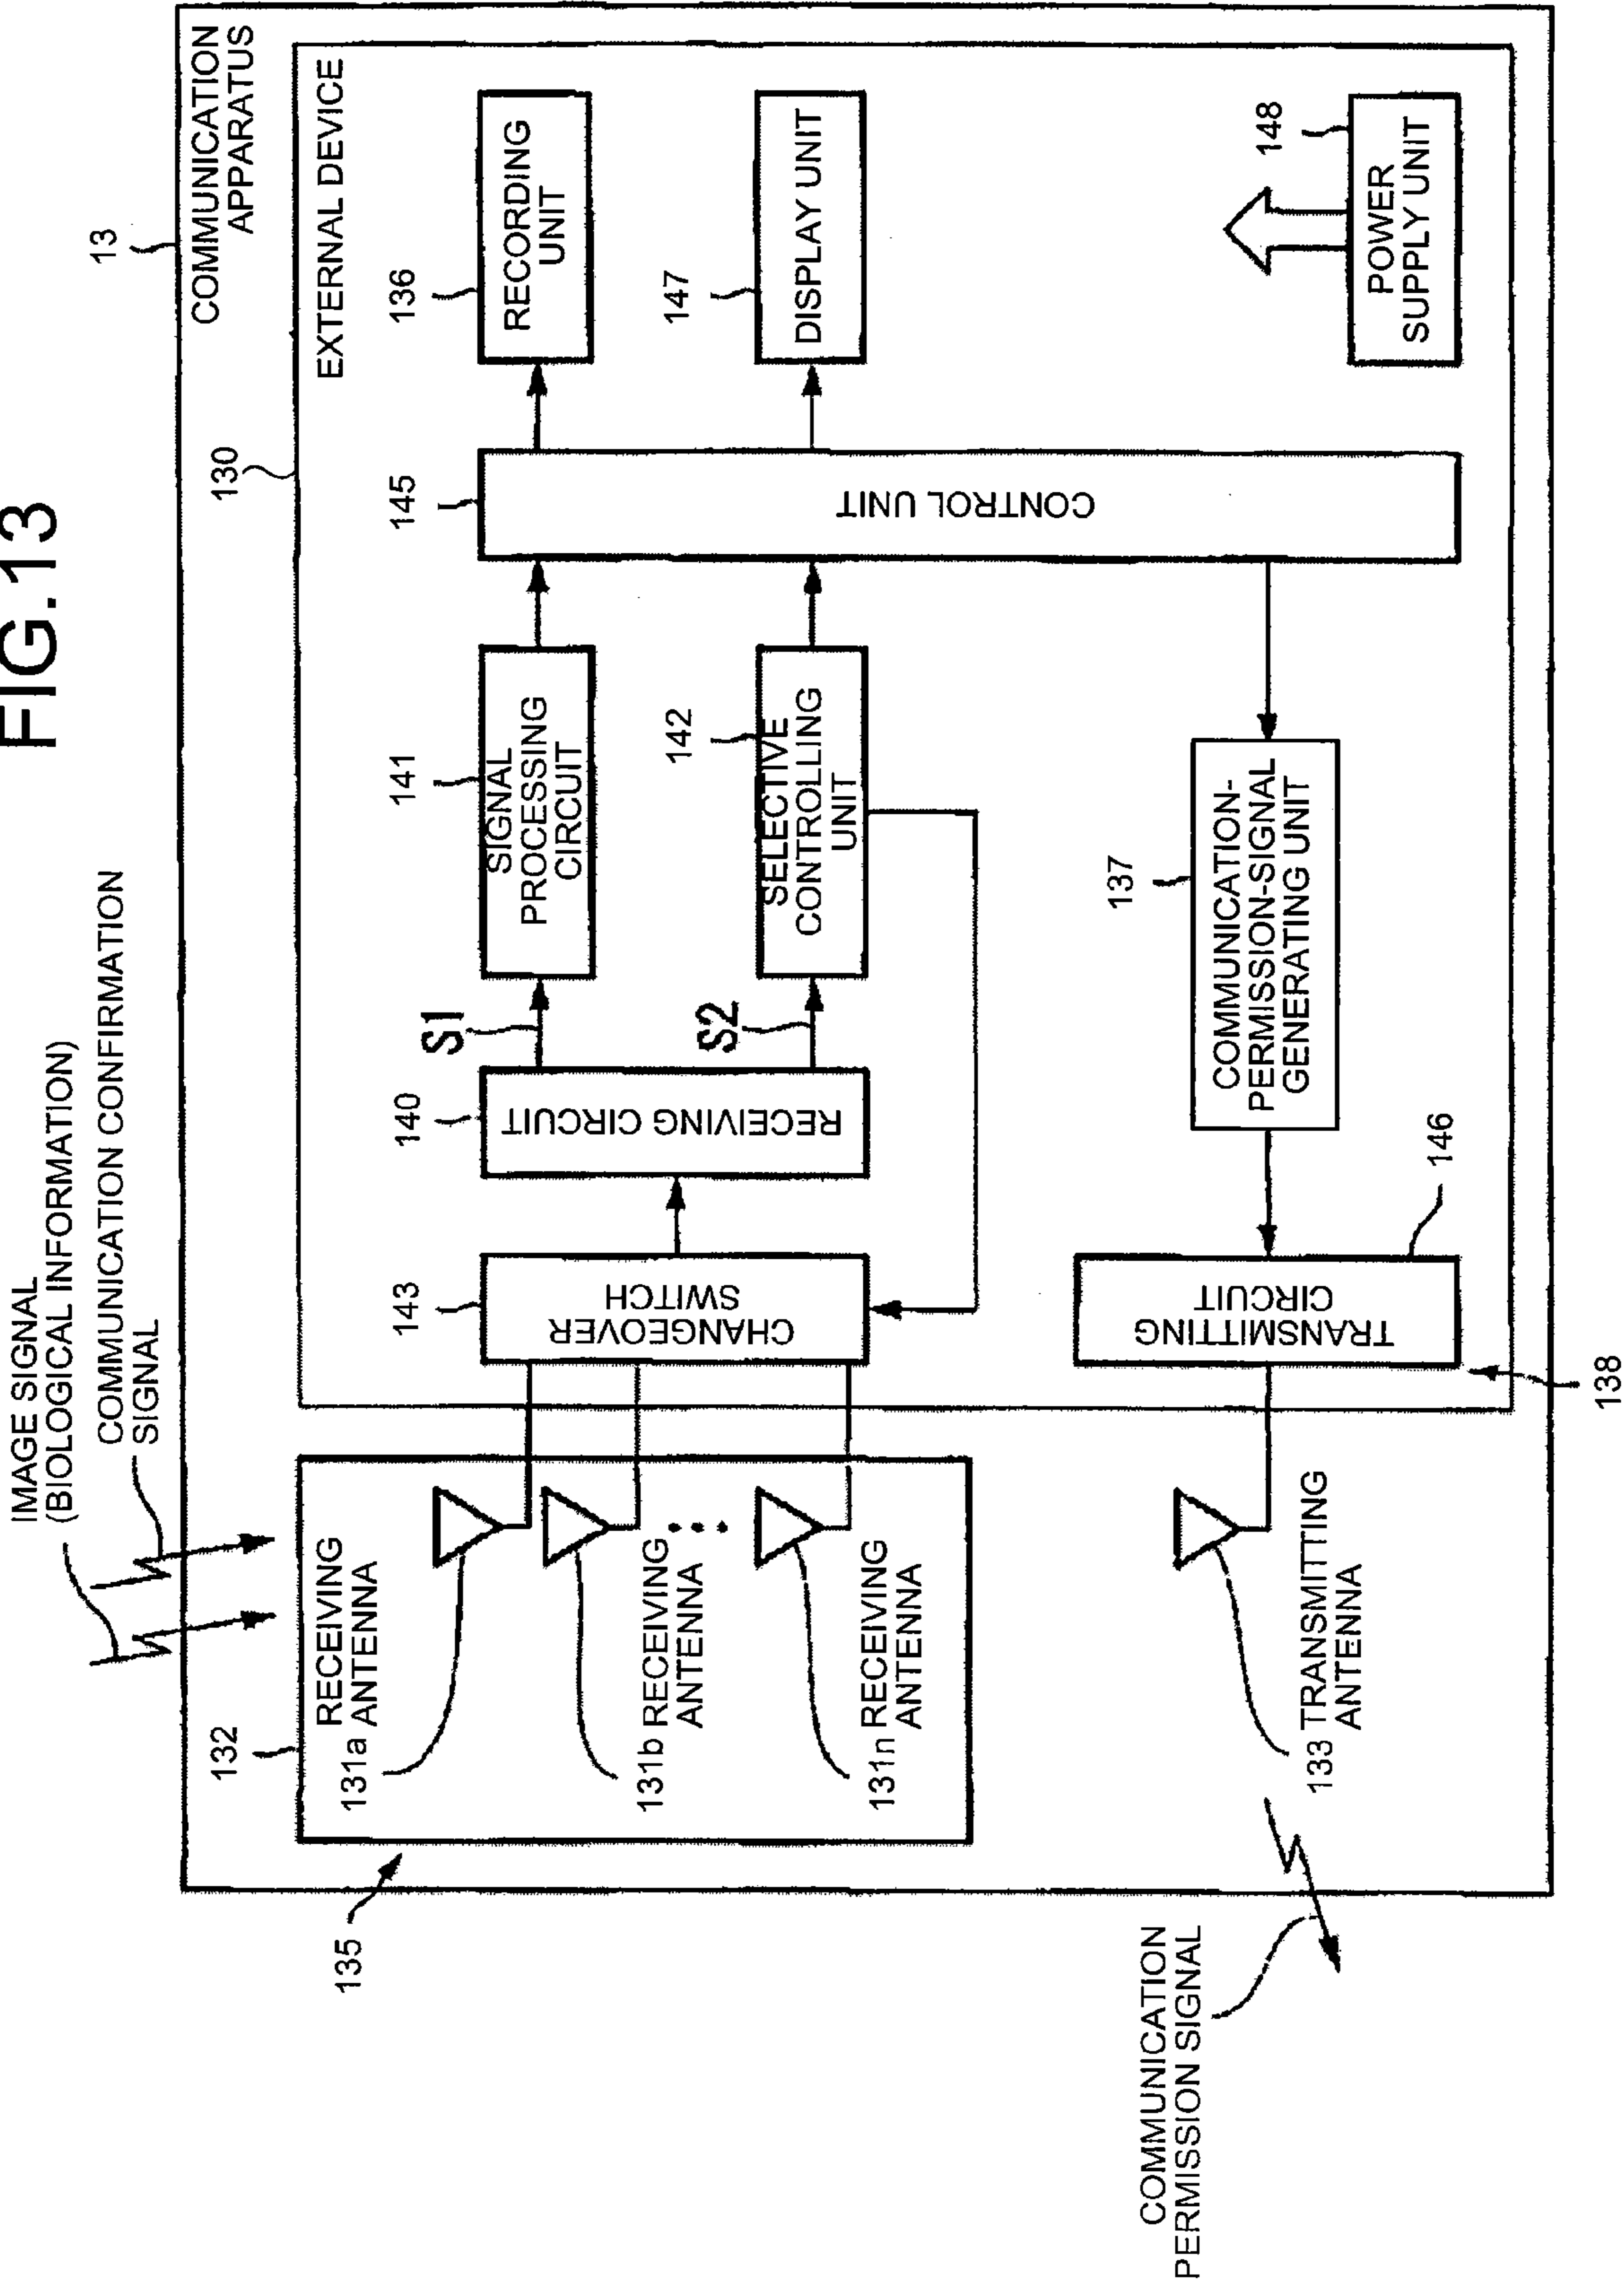 FIG.13
IMAGE SIGNAL
(BIOLOGICAL INFORMATION)
COMMUNICATION CONFIRMATION
SIGNAL
13
COMMUNICATION
APPARATUS
130
EXTERNAL DEVICE
132
RECEIVING
ANTENNA
131a
131b
RECEIVING
ANTENNA
131n
RECEIVING
ANTENNA
135
143
CHANGEOVER
SWITCH
140
RECEIVING CIRCUIT
S1
S2
141
SIGNAL
PROCESSING
CIRCUIT
142
SELECTIVE
CONTROLLING
UNIT
145
CONTROL UNIT
136
RECORDING
UNIT
147
DISPLAY UNIT
133
TRANSMITTING
ANTENNA
TRANSMITTING
CIRCUIT
146
138
137
COMMUNICATION-
PERMISSION-SIGNAL
GENERATING UNIT
148
POWER
SUPPLY UNIT
COMMUNICATION
PERMISSION SIGNAL